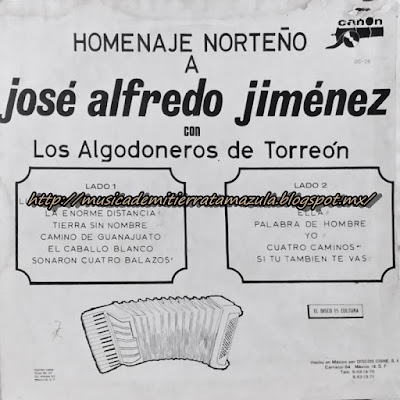 cañon
HOMENAJE NORTEÑO
A
josé alfredo jiménez
con
Los Algodoneros de Torreón
LADO 1
http://musicademitierratamazula.blogspot.mx/
LA ENORME DISTANCIA
TIERRA SIN NOMBRE
CAMINO DE GUANAJUATO
EL CABALLO BLANCO
SONARON CUATRO BALAZOS
LADO 2
ELLA
PALABRA DE HOMBRE
YO
CUATRO CAMINOS
SI TU TAMBIEN TE VAS
EL DISCO ES CULTURA
Hecho en México por DISCOS CISNE, S.A.